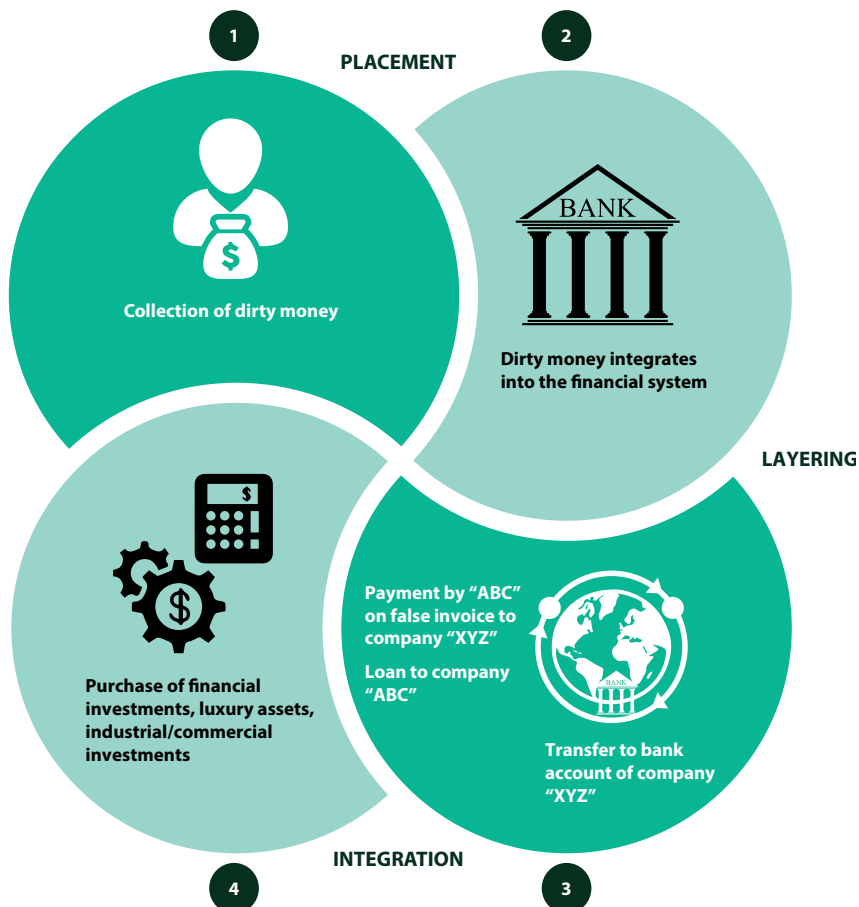 1
PLACEMENT
2
$
Collection of dirty money
BANK
Dirty money integrates
into the financial system
LAYERING
$
$
Purchase of financial
investments, luxury assets,
industrial/commercial
investments
Payment by “ABC”
on false invoice to
company “XYZ”
Loan to company
“ABC”
BANK
Transfer to bank
account of company
“XYZ”
INTEGRATION
4
3